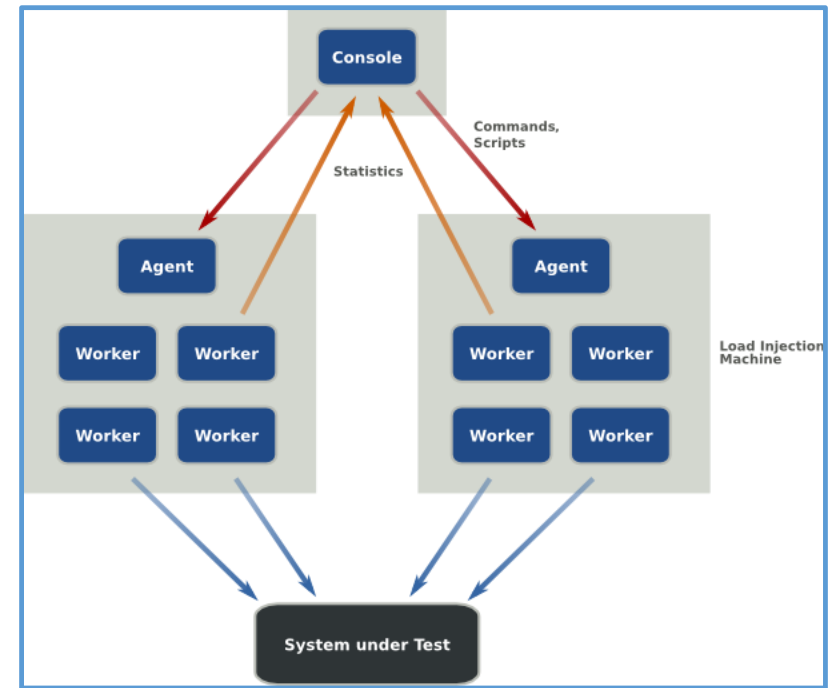 Console
Commands,
Scripts
Statistics
Agent
Agent
Worker
Worker
Worker
Worker
Load Injection
Machine
Worker
Worker
Worker
Worker
System under Test